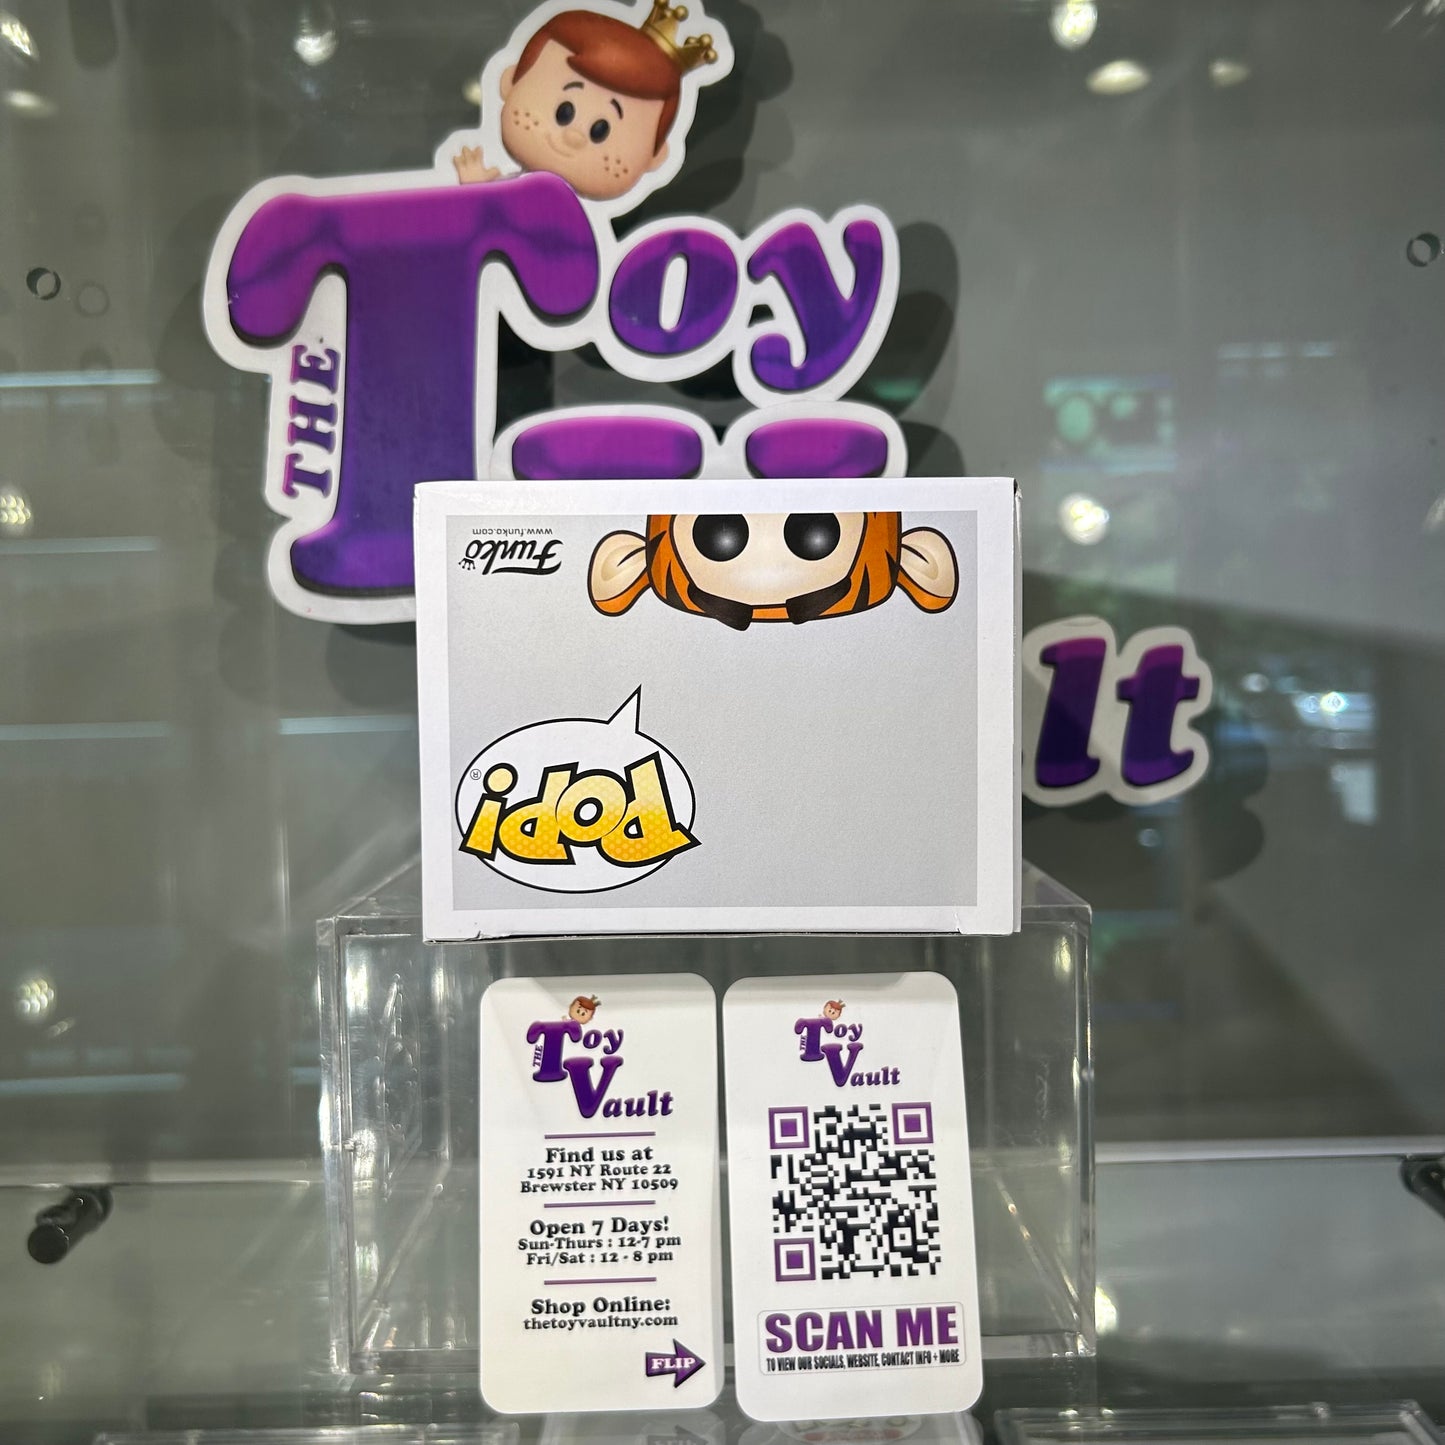 THE
Toy
lt
www.funko.com
Funko
POP!®
THE
Toy
Vault
Find us at
1591 NY Route 22
Brewster NY 10509
Open 7 Days!
Sun-Thurs : 12-7 pm
Fri/Sat : 12 - 8 pm
Shop Online:
thetoyvaultny.com
FLIP
THE
Toy
Vault
SCAN ME
TO VIEW OUR SOCIALS, WEBSITE, CONTACT INFO + MORE